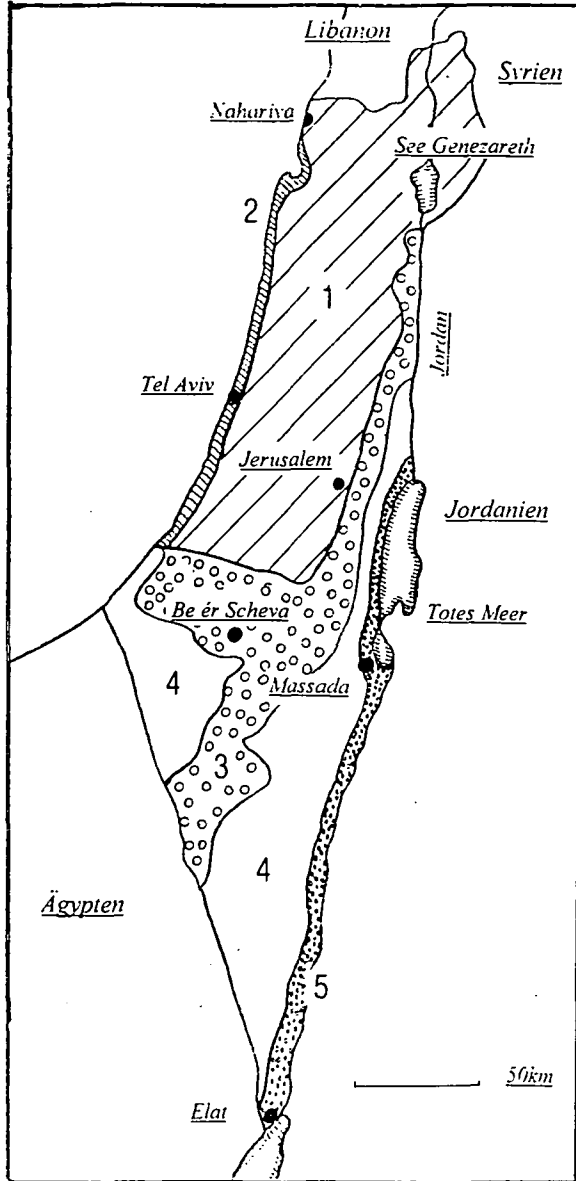 Libanon
Syrien
Nahariya
See Genezareth
2
1
Jordan
Tel Aviv
Jerusalem
Jordanien
Be ér Scheva
Totes Meer
4
Massada
3
4
Ägypten
5
50km
Elat